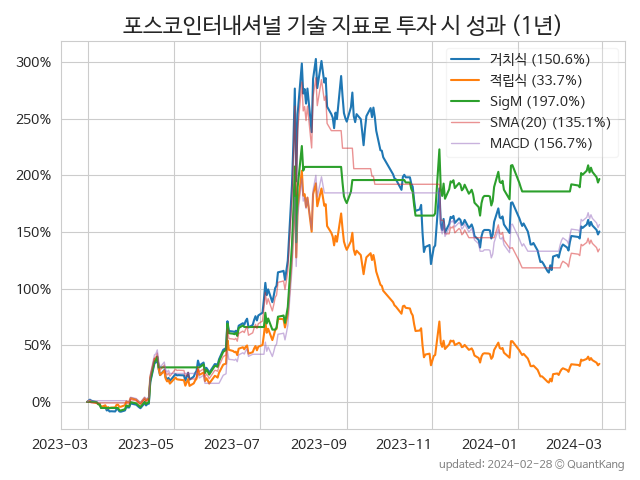 포스코인터내셔널 기술 지표로 투자 시 성과 (1년)
거치식 (150.6%)
적립식 (33.7%)
SigM (197.0%)
SMA(20) (135.1%)
MACD (156.7%)
300%
250%
200%
150%
100%
50%
0%
2023-03 2023-05 2023-07 2023-09 2023-11 2024-01 2024-03
updated: 2024-02-28 © QuantKang